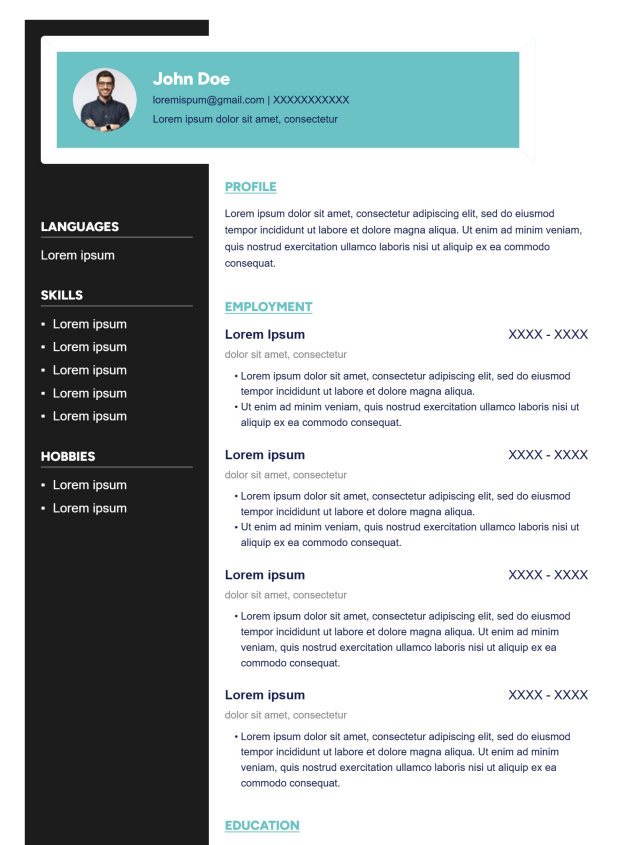 John Doe
loremispum@gmail.com | XXXXXXXXXXX
Lorem ipsum dolor sit amet, consectetur
LANGUAGES
Lorem ipsum
SKILLS
▪ Lorem ipsum
▪ Lorem ipsum
▪ Lorem ipsum
▪ Lorem ipsum
▪ Lorem ipsum
HOBBIES
▪ Lorem ipsum
▪ Lorem ipsum
PROFILE
Lorem ipsum dolor sit amet, consectetur adipiscing elit, sed do eiusmod
tempor incididunt ut labore et dolore magna aliqua. Ut enim ad minim veniam,
quis nostrud exercitation ullamco laboris nisi ut aliquip ex ea commodo
consequat.
EMPLOYMENT
Lorem Ipsum XXXX - XXXX
dolor sit amet, consectetur
• Lorem ipsum dolor sit amet, consectetur adipiscing elit, sed do eiusmod
tempor incididunt ut labore et dolore magna aliqua.
• Ut enim ad minim veniam, quis nostrud exercitation ullamco laboris nisi ut
aliquip ex ea commodo consequat.
Lorem ipsum XXXX - XXXX
dolor sit amet, consectetur
• Lorem ipsum dolor sit amet, consectetur adipiscing elit, sed do eiusmod
tempor incididunt ut labore et dolore magna aliqua.
• Ut enim ad minim veniam, quis nostrud exercitation ullamco laboris nisi ut
aliquip ex ea commodo consequat.
Lorem ipsum XXXX - XXXX
dolor sit amet, consectetur
• Lorem ipsum dolor sit amet, consectetur adipiscing elit, sed do eiusmod
tempor incididunt ut labore et dolore magna aliqua. Ut enim ad minim
veniam, quis nostrud exercitation ullamco laboris nisi ut aliquip ex ea
commodo consequat.
Lorem ipsum XXXX - XXXX
dolor sit amet, consectetur
• Lorem ipsum dolor sit amet, consectetur adipiscing elit, sed do eiusmod
tempor incididunt ut labore et dolore magna aliqua. Ut enim ad minim
veniam, quis nostrud exercitation ullamco laboris nisi ut aliquip ex ea
commodo consequat.
EDUCATION